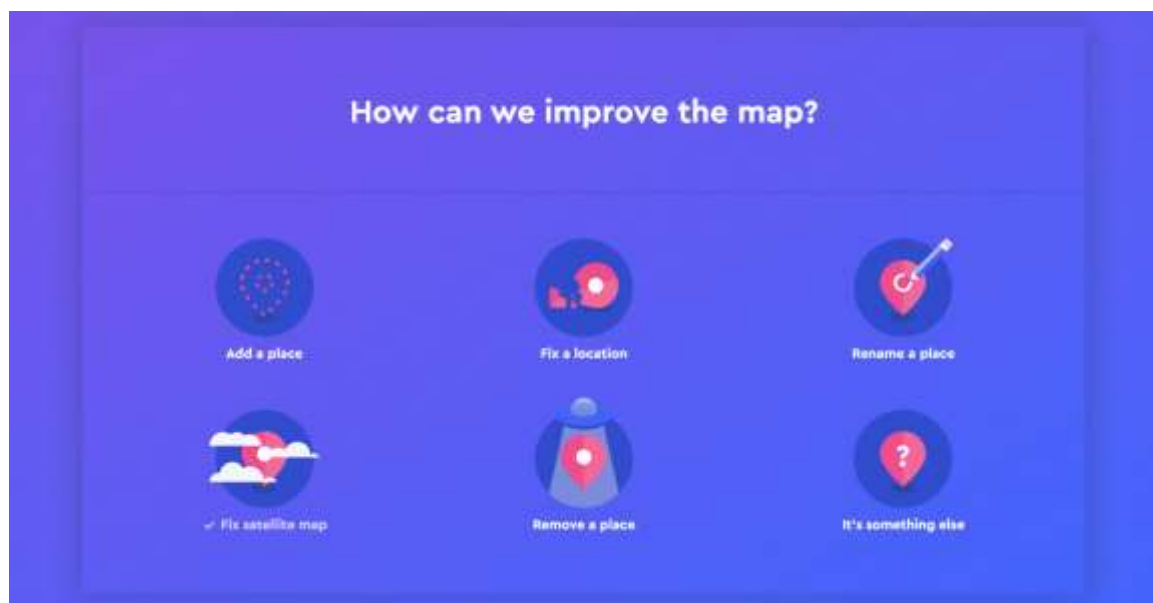 How can we improve the map?
Add a place
Fix a location
Rename a place
?
✓ Fix satellite map
Remove a place
It's something else